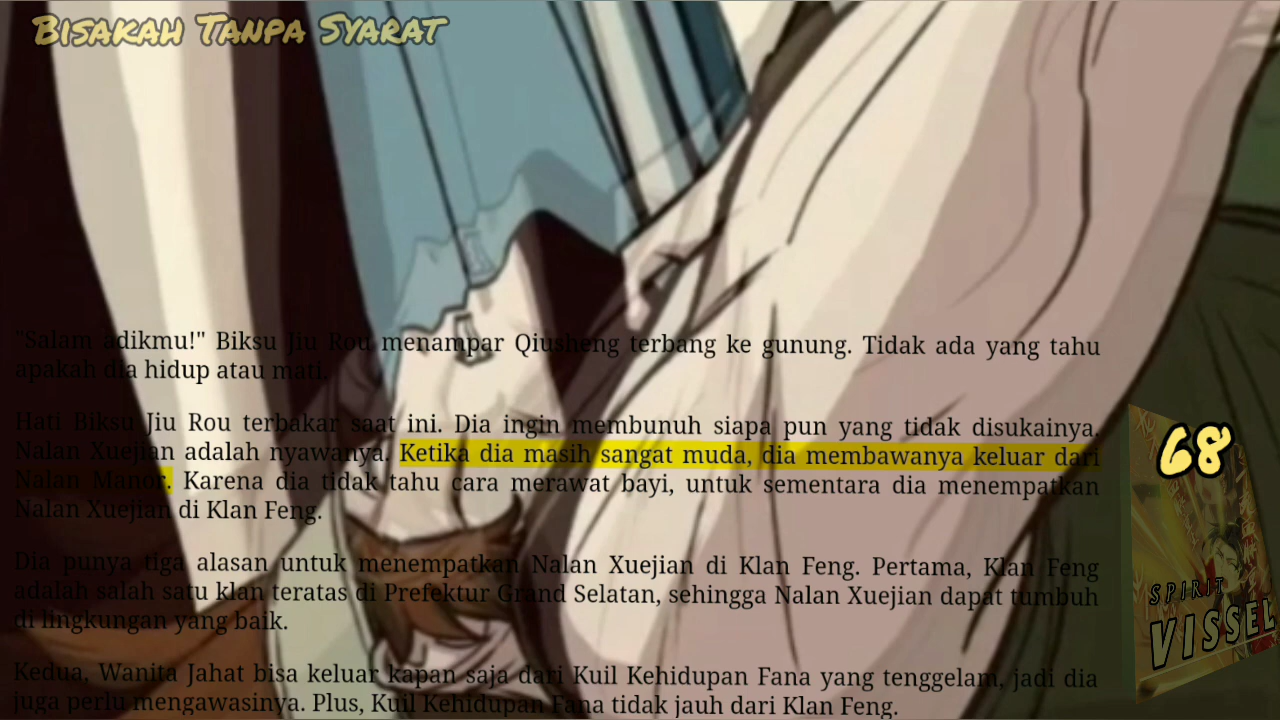 Bisakah Tanpa Syarat
"Salam adikmu!" Biksu Jiu Rou menampar Qiusheng terbang ke gunung. Tidak ada yang tahu
apakah dia hidup atau mati.
Hati Biksu Jiu Rou terbakar saat ini. Dia ingin membunuh siapa pun yang tidak disukainya.
Nalan Xuejian adalah nyawanya. Ketika dia masih sangat muda, dia membawanya keluar dari
Nalan Manor. Karena dia tidak tahu cara merawat bayi, untuk sementara dia menempatkan
Nalan Xuejian di Klan Feng.
Dia punya tiga alasan untuk menempatkan Nalan Xuejian di Klan Feng. Pertama, Klan Feng
adalah salah satu klan teratas di Prefektur Grand Selatan, sehingga Nalan Xuejian dapat tumbuh
di lingkungan yang baik.
Kedua, Wanita Jahat bisa keluar kapan saja dari Kuil Kehidupan Fana yang tenggelam, jadi dia
juga perlu mengawasinya. Plus, Kuil Kehidupan Fana tidak jauh dari Klan Feng.
68
SPIRIT
VISSEL